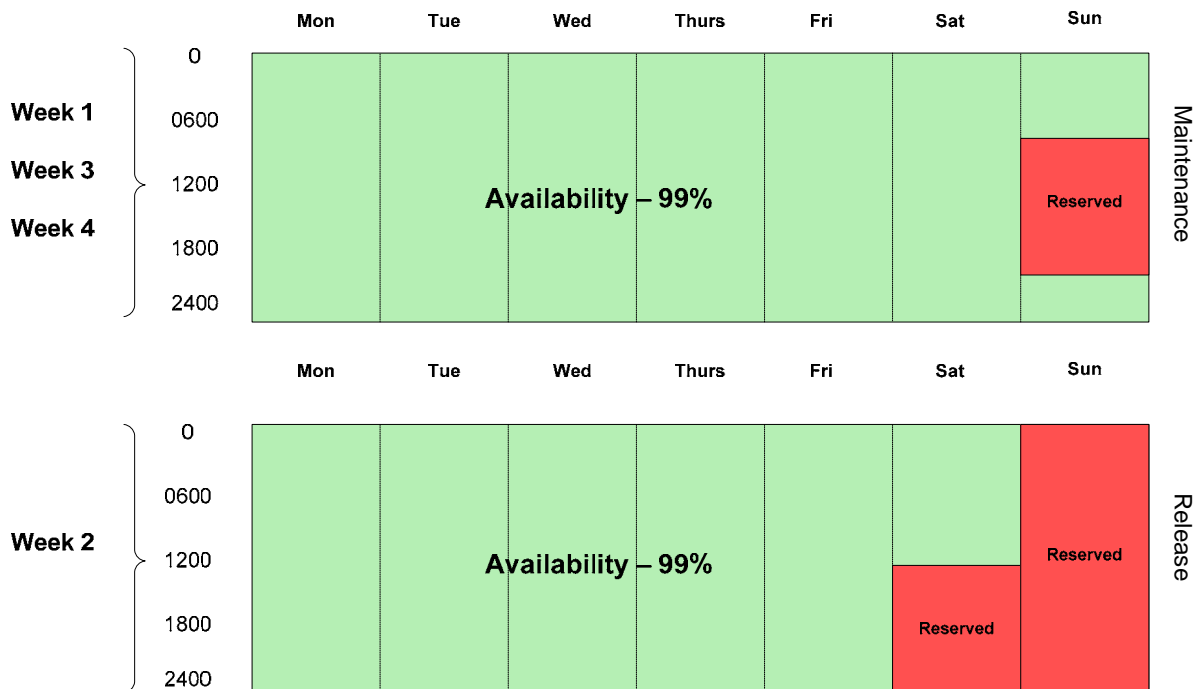 Mon Tue Wed Thurs Fri Sat Sun
0
Week 1
0600
Week 3
1200
Availability – 99%
Reserved
Week 4
1800
2400
Maintenance
Mon Tue Wed Thurs Fri Sat Sun
0
0600
Week 2
1200
Availability – 99%
Reserved
1800
Reserved
2400
Release